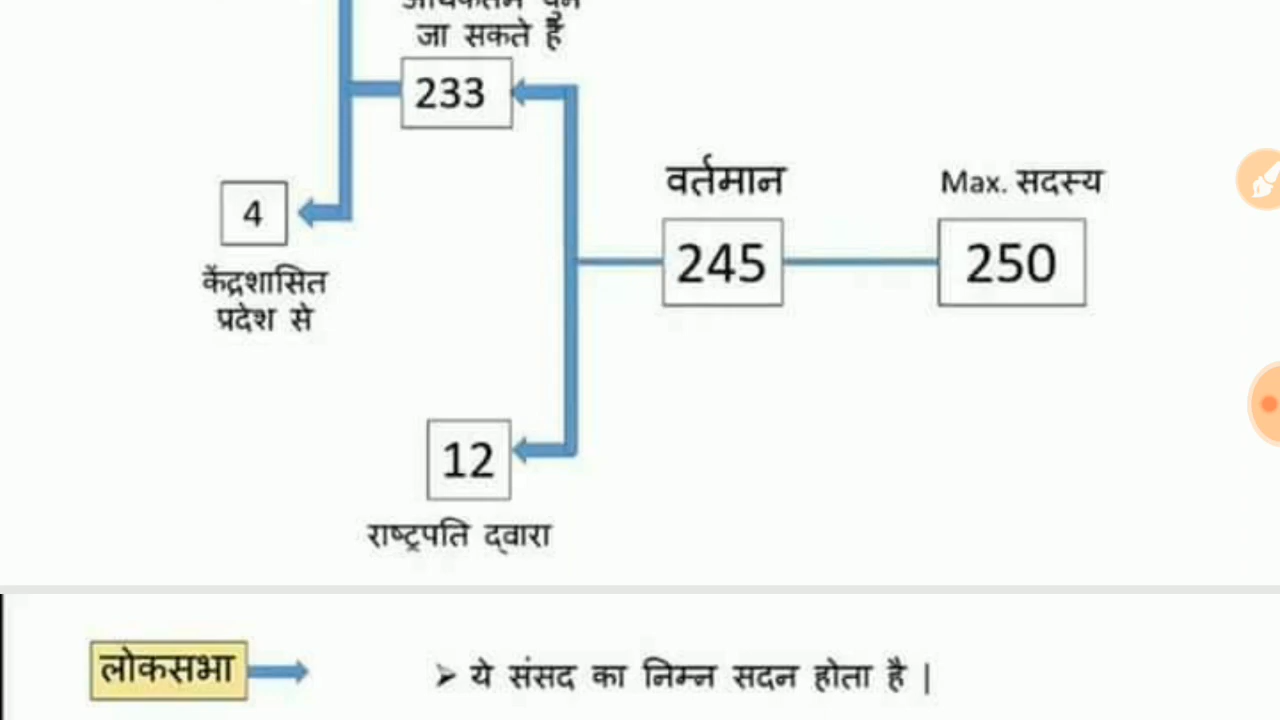 जा सकते हैं
233
वर्तमान
Max. सदस्य
4
245
250
केंद्रशासित
प्रदेश से
12
राष्ट्रपति द्वारा
लोकसभा
➢ ये संसद का निम्न सदन होता है |